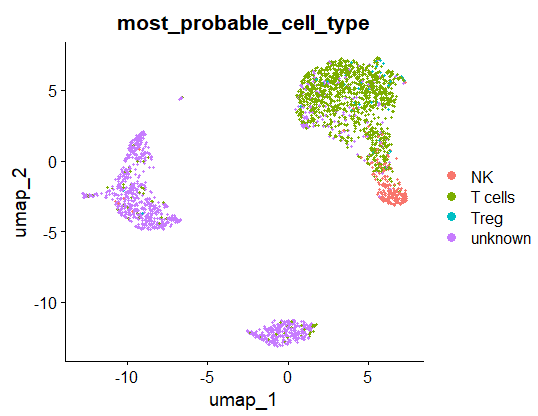 most_probable_cell_type
umap_2
5
0
-5
-10
-10
-5
0
5
umap_1
NK
T cells
Treg
unknown